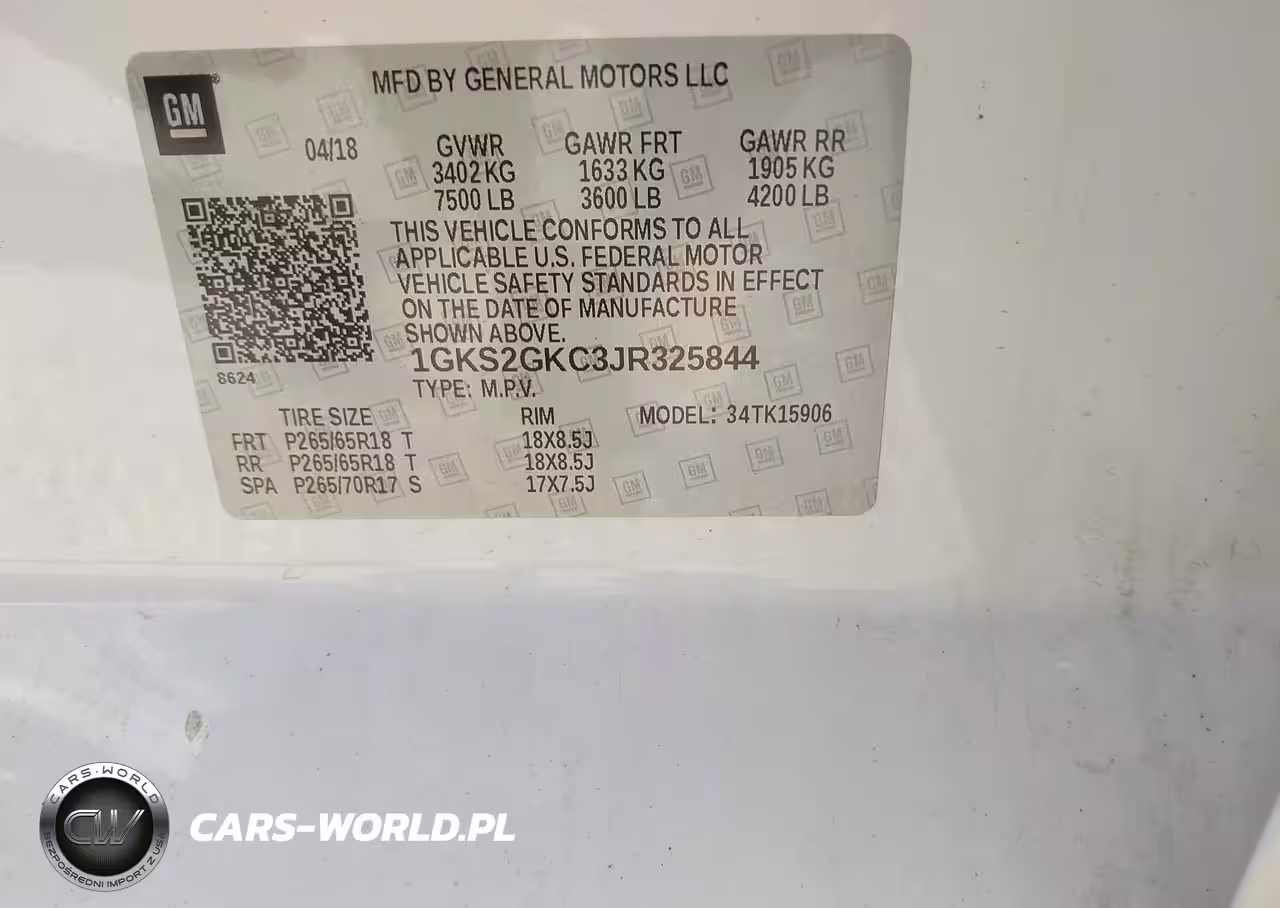 GM®
MFD BY GENERAL MOTORS LLC
04/18 GVWR GAWR FRT GAWR RR
3402 KG 1633 KG 1905 KG
7500 LB 3600 LB 4200 LB
THIS VEHICLE CONFORMS TO ALL
APPLICABLE U.S. FEDERAL MOTOR
VEHICLE SAFETY STANDARDS IN EFFECT
ON THE DATE OF MANUFACTURE
SHOWN ABOVE.
1GKS2GKC3JR325844
8624
TYPE: M.P.V.
TIRE SIZE RIM MODEL: 34TK15906
FRT P265/65R18 T 18X8.5J
RR P265/65R18 T 18X8.5J
SPA P265/70R17 S 17X7.5J
CARS-WORLD
CW
BEZPOŚREDNI IMPORT Z USA
CARS-WORLD.PL